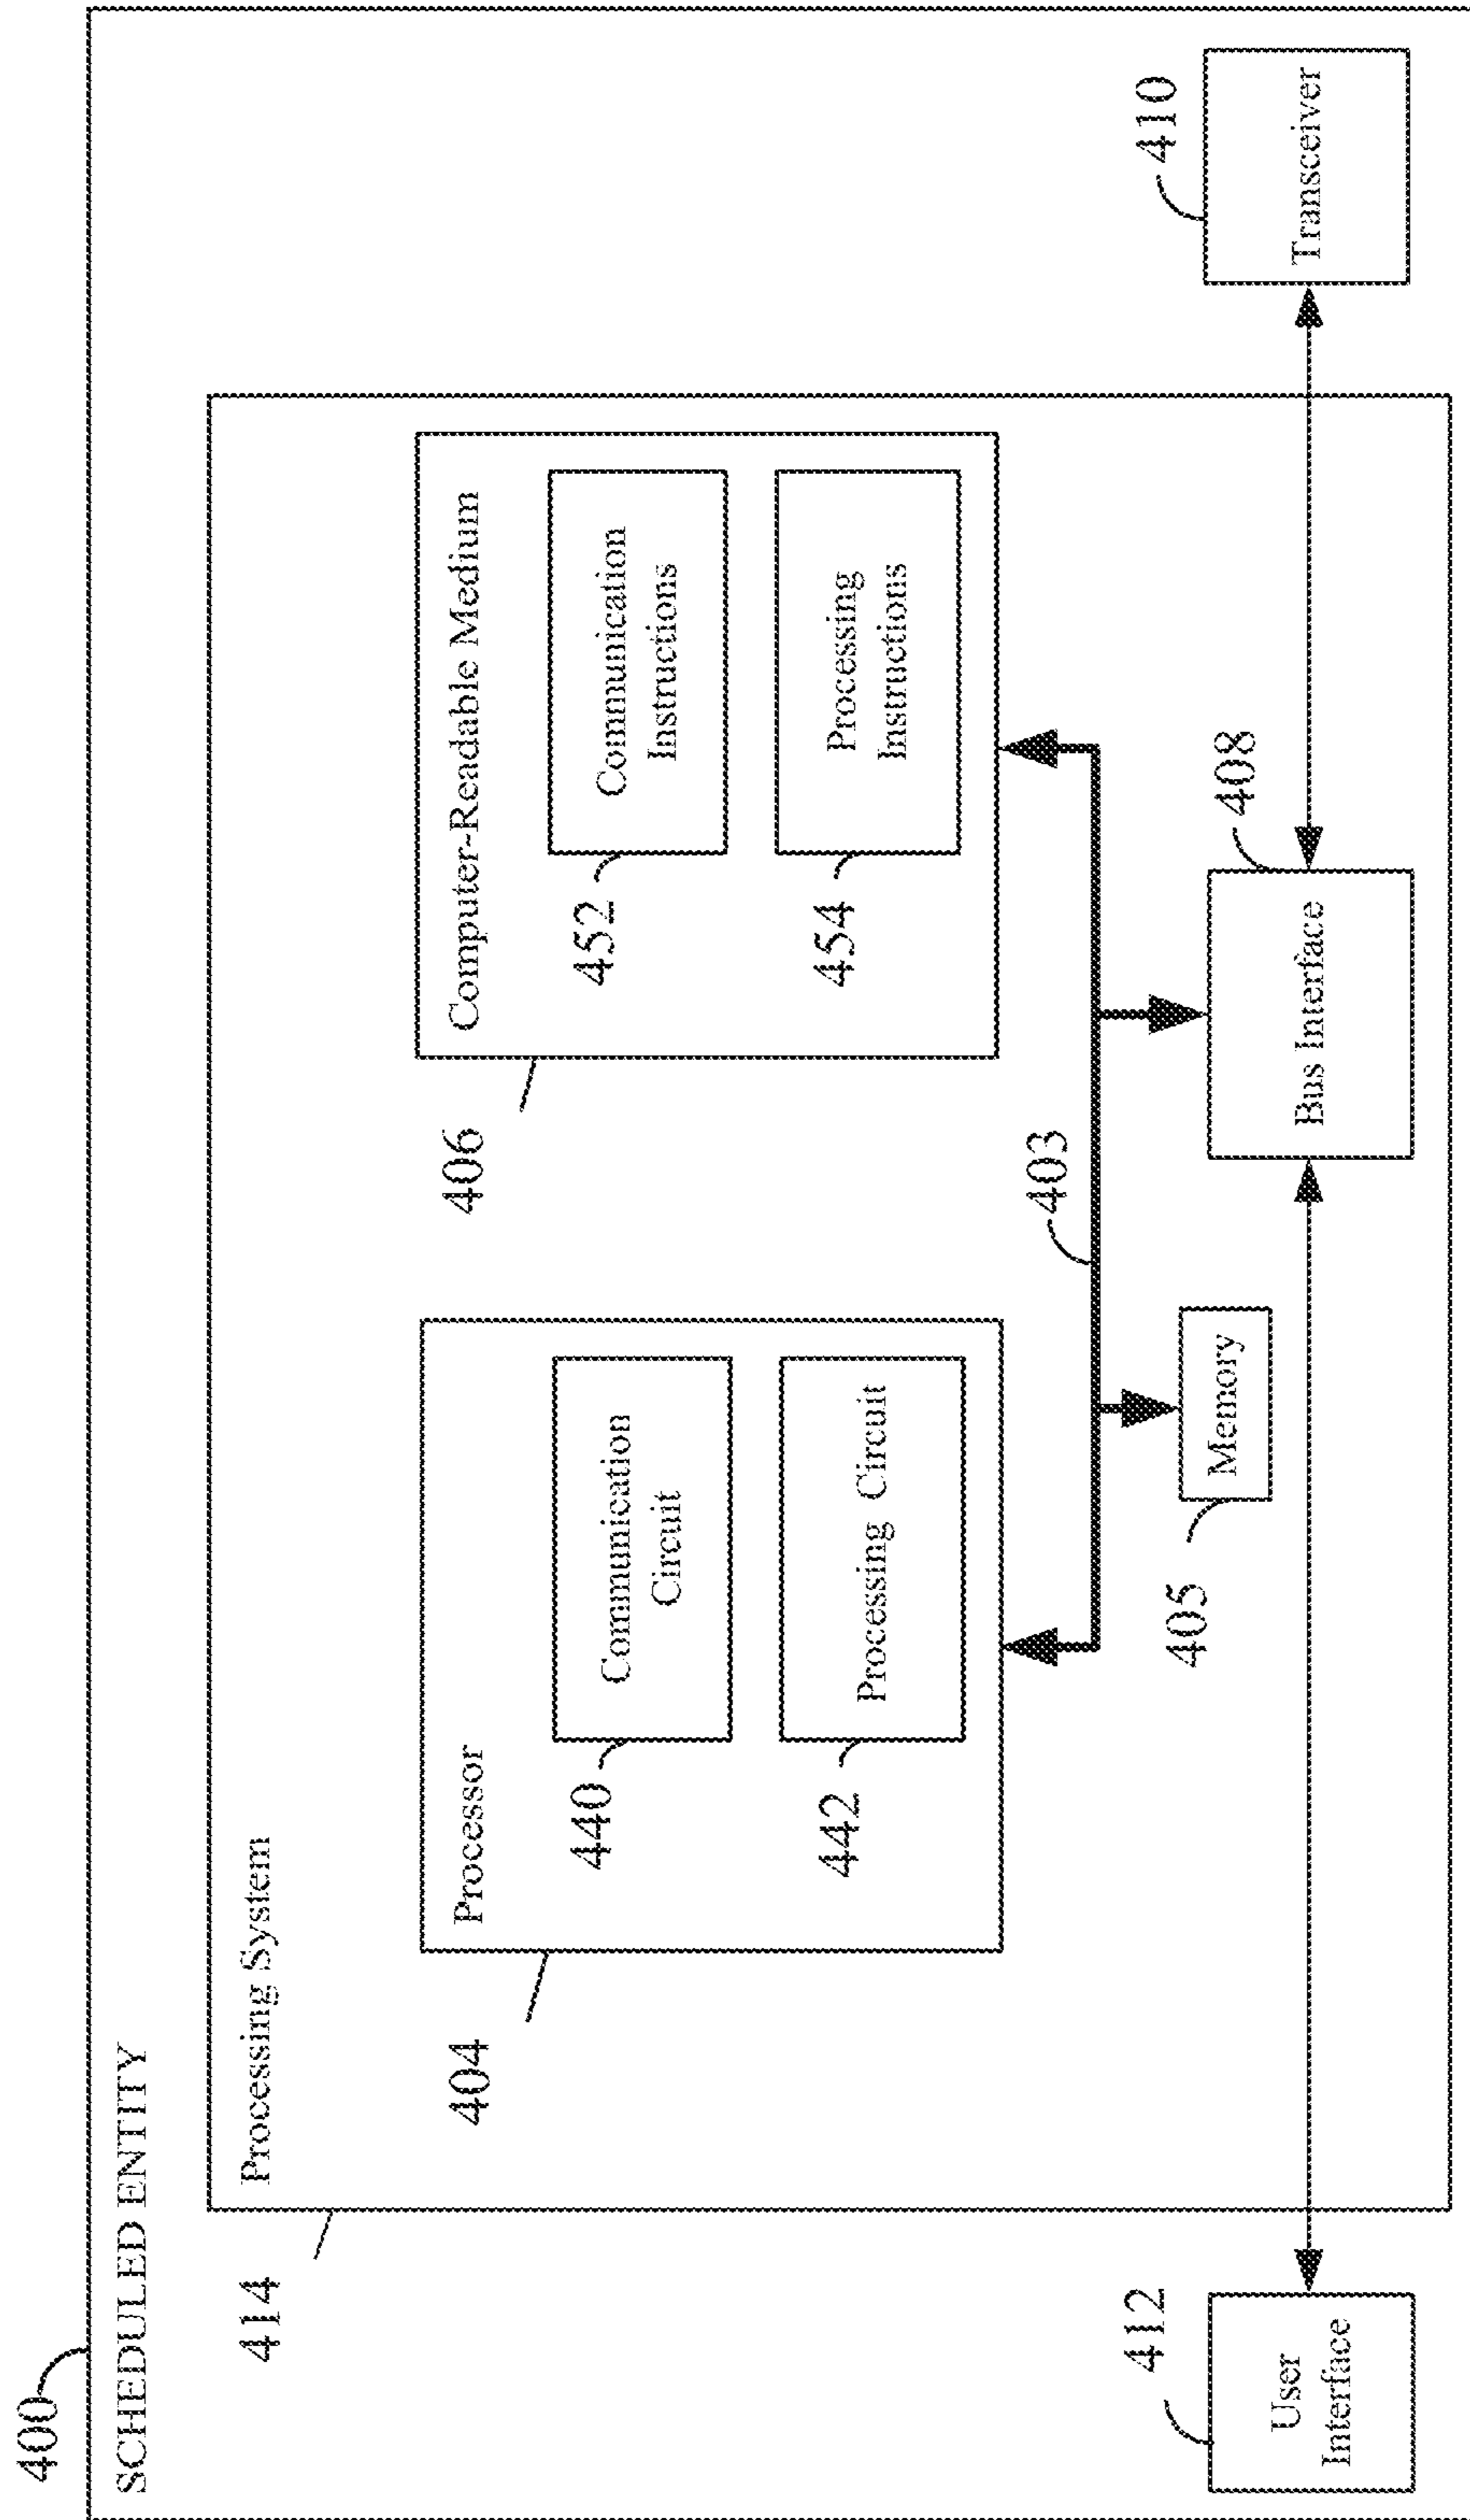 400
SCHEDULED ENTITY
414
Processing System
404
Processor
440
Communication
Circuit
442
Processing Circuit
406
Computer-Readable Medium
452
Communication
Instructions
454
Processing
Instructions
403
405
Memory
412
User
Interface
408
Bus Interface
410
Transceiver